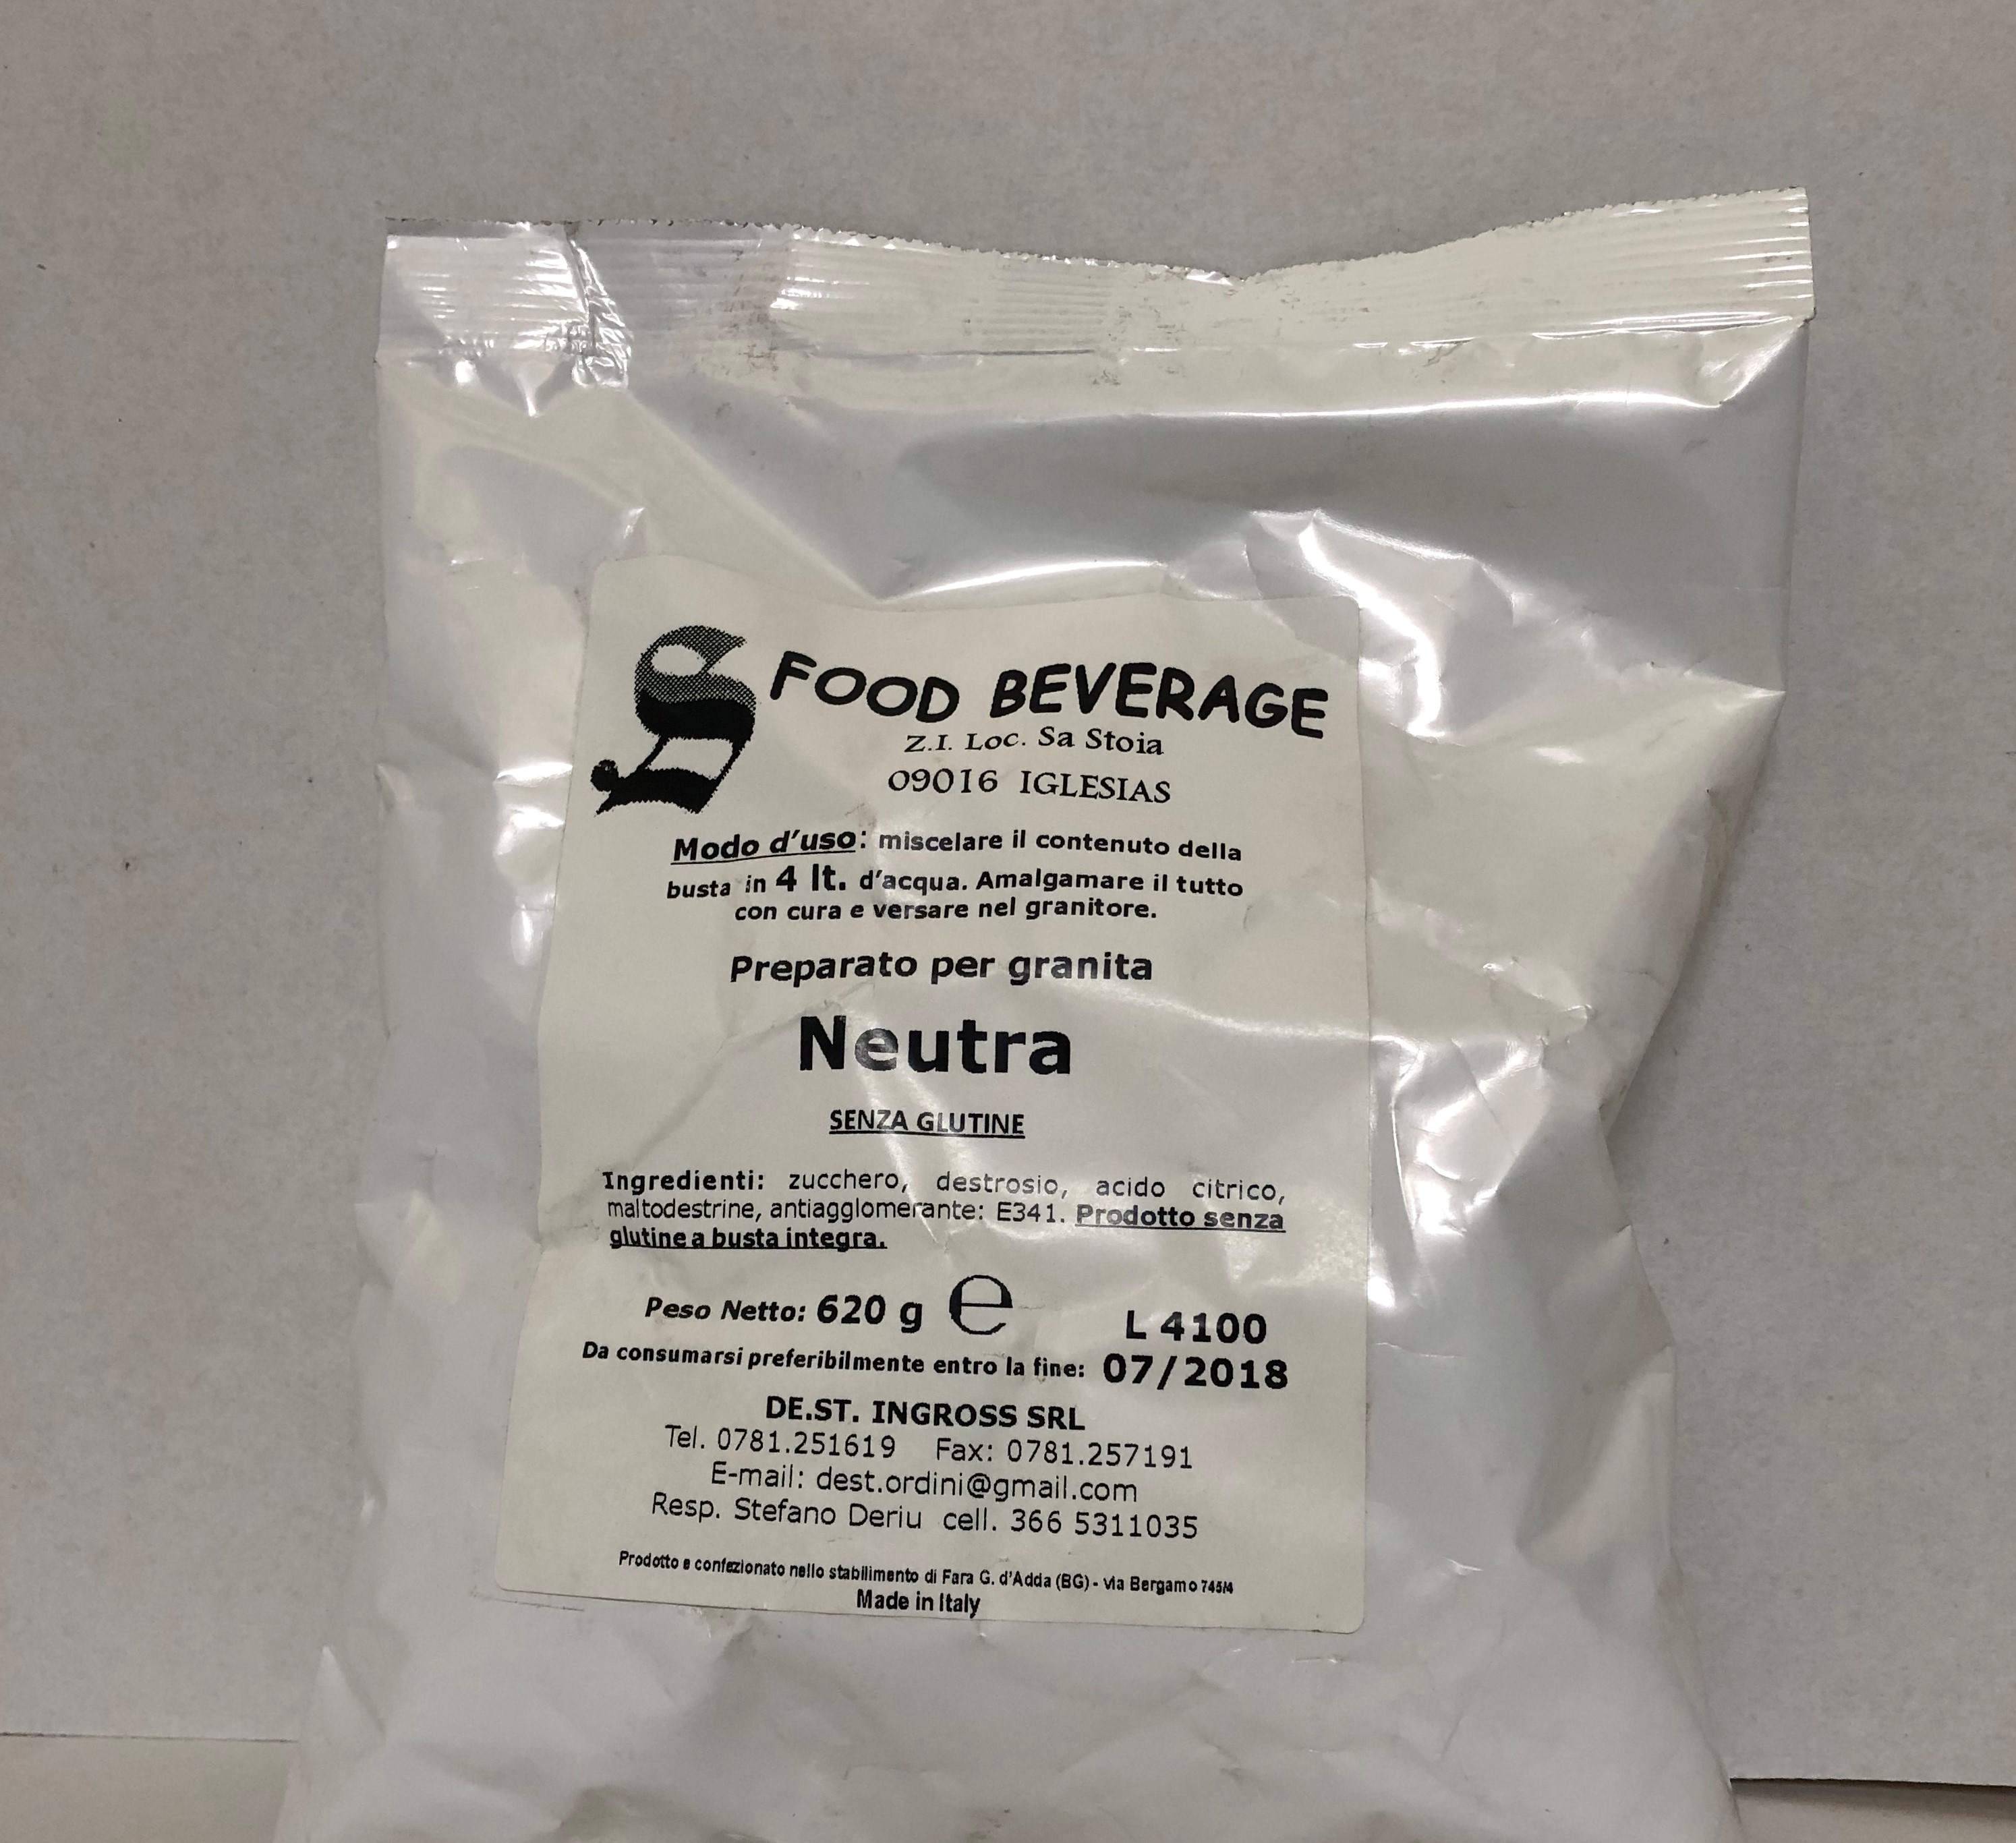 S FOOD BEVERAGE
Z.I. Loc. Sa Stoia
09016 IGLESIAS
Modo d'uso: miscelare il contenuto della
busta in 4 lt. d'acqua. Amalgamare il tutto
con cura e versare nel granitore.
Preparato per granita
Neutra
SENZA GLUTINE
Ingredienti: zucchero, destrosio, acido citrico,
maltodestrine, antiagglomerante: E341. Prodotto senza
glutine a busta integra.
Peso Netto: 620 g e L 4100
Da consumarsi preferibilmente entro la fine: 07/2018
DE.ST. INGROSS SRL
Tel. 0781.251619 Fax: 0781.257191
E-mail: dest.ordini@gmail.com
Resp. Stefano Deriu cell. 366 5311035
Prodotto e confezionato nello stabilimento di Fara G. d'Adda (BG) - via Bergamo 745/4
Made in Italy